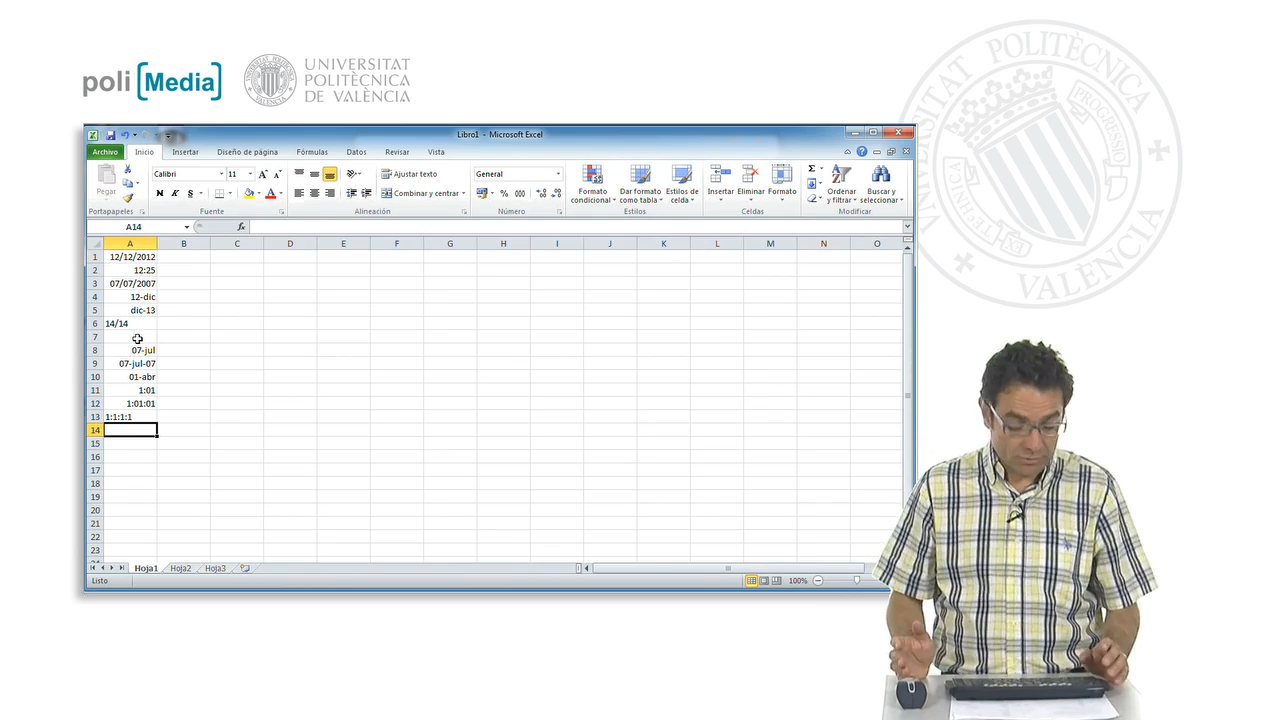 poli[Media]
UNIVERSITAT
POLITÈCNICA
DE VALÈNCIA
UNIVERSITAT POLITÈCNICA
VALÈNCIA
Libro1 - Microsoft Excel
Archivo Inicio Insertar Diseño de página Fórmulas Datos Revisar Vista
Calibri 11 Ajustar texto General
Pegar N K S Combinar y centrar % 000
Formato condicional Dar formato como tabla Estilos de celda Insertar Eliminar Formato Ordenar y filtrar Buscar y seleccionar
Portapapeles Fuente Alineación Número Estilos Celdas Modificar
A14 fx
A B C D E F G H I J K L M N O
1 12/12/2012
2 12:25
3 07/07/2007
4 12-dic
5 dic-13
6 14/14
7
8 07-jul
9 07-jul-07
10 01-abr
11 1:01
12 1:01:01
13 1:1:1:1
14
15
16
17
18
19
20
21
22
23
Hoja1 Hoja2 Hoja3
Listo 100%